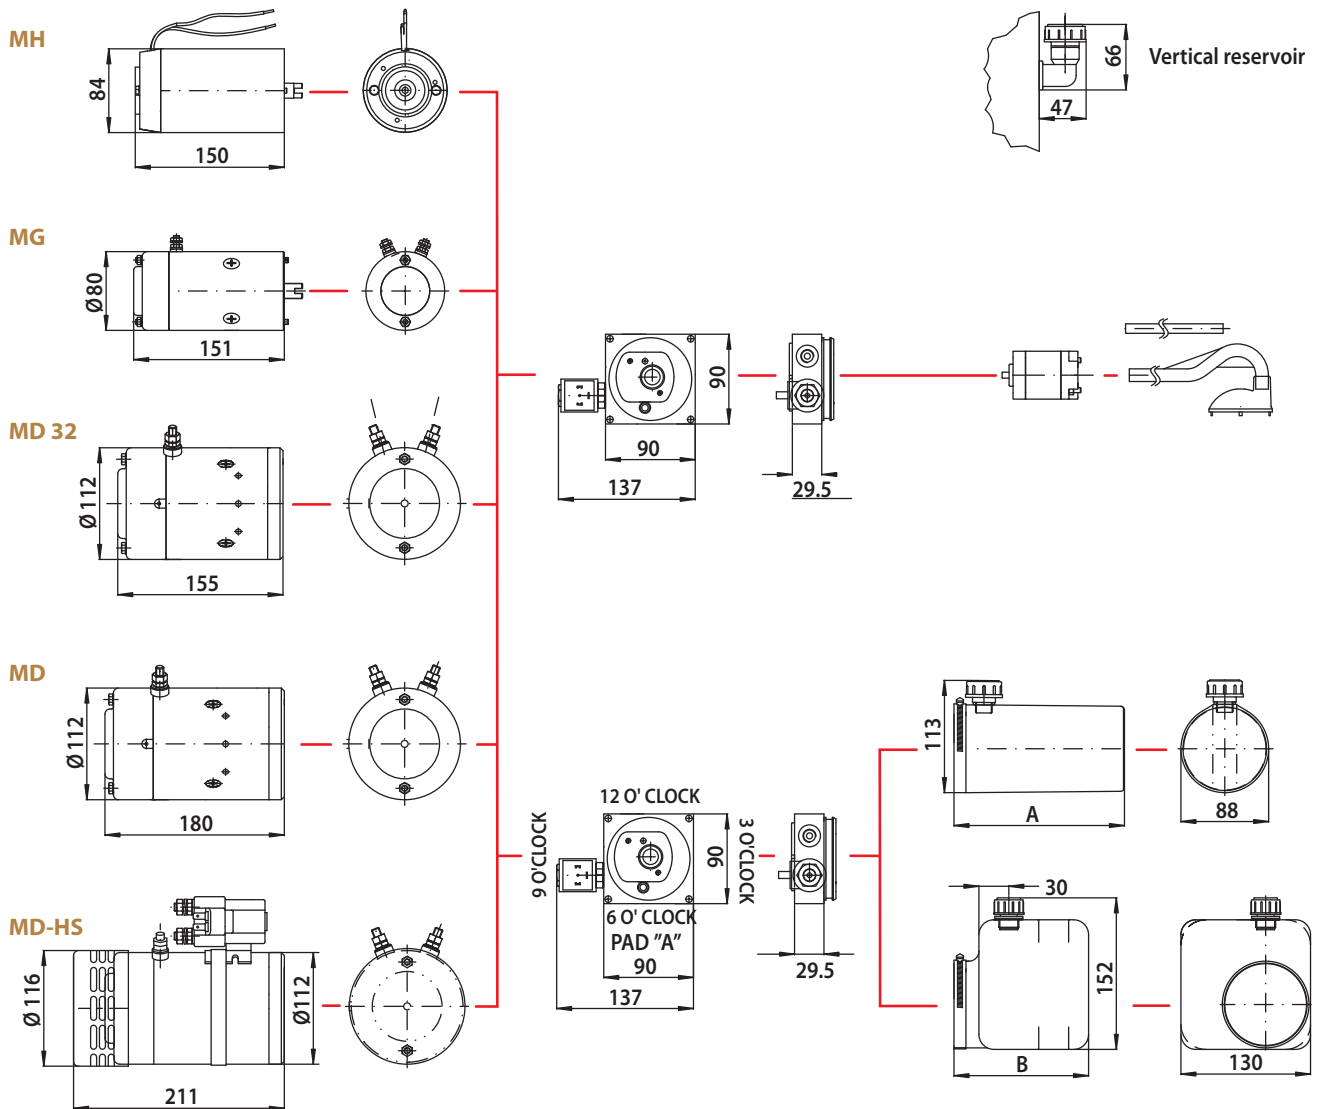 MH
84
150
66
Vertical reservoir
47
MG
Ø80
151
90
90
137
29.5
MD 32
Ø112
155
MD
Ø112
180
12 O' CLOCK
9 O'CLOCK
3 O'CLOCK
90
6 O' CLOCK
PAD "A"
90
137
29.5
113
A
88
30
152
B
130
MD-HS
Ø116
Ø112
211